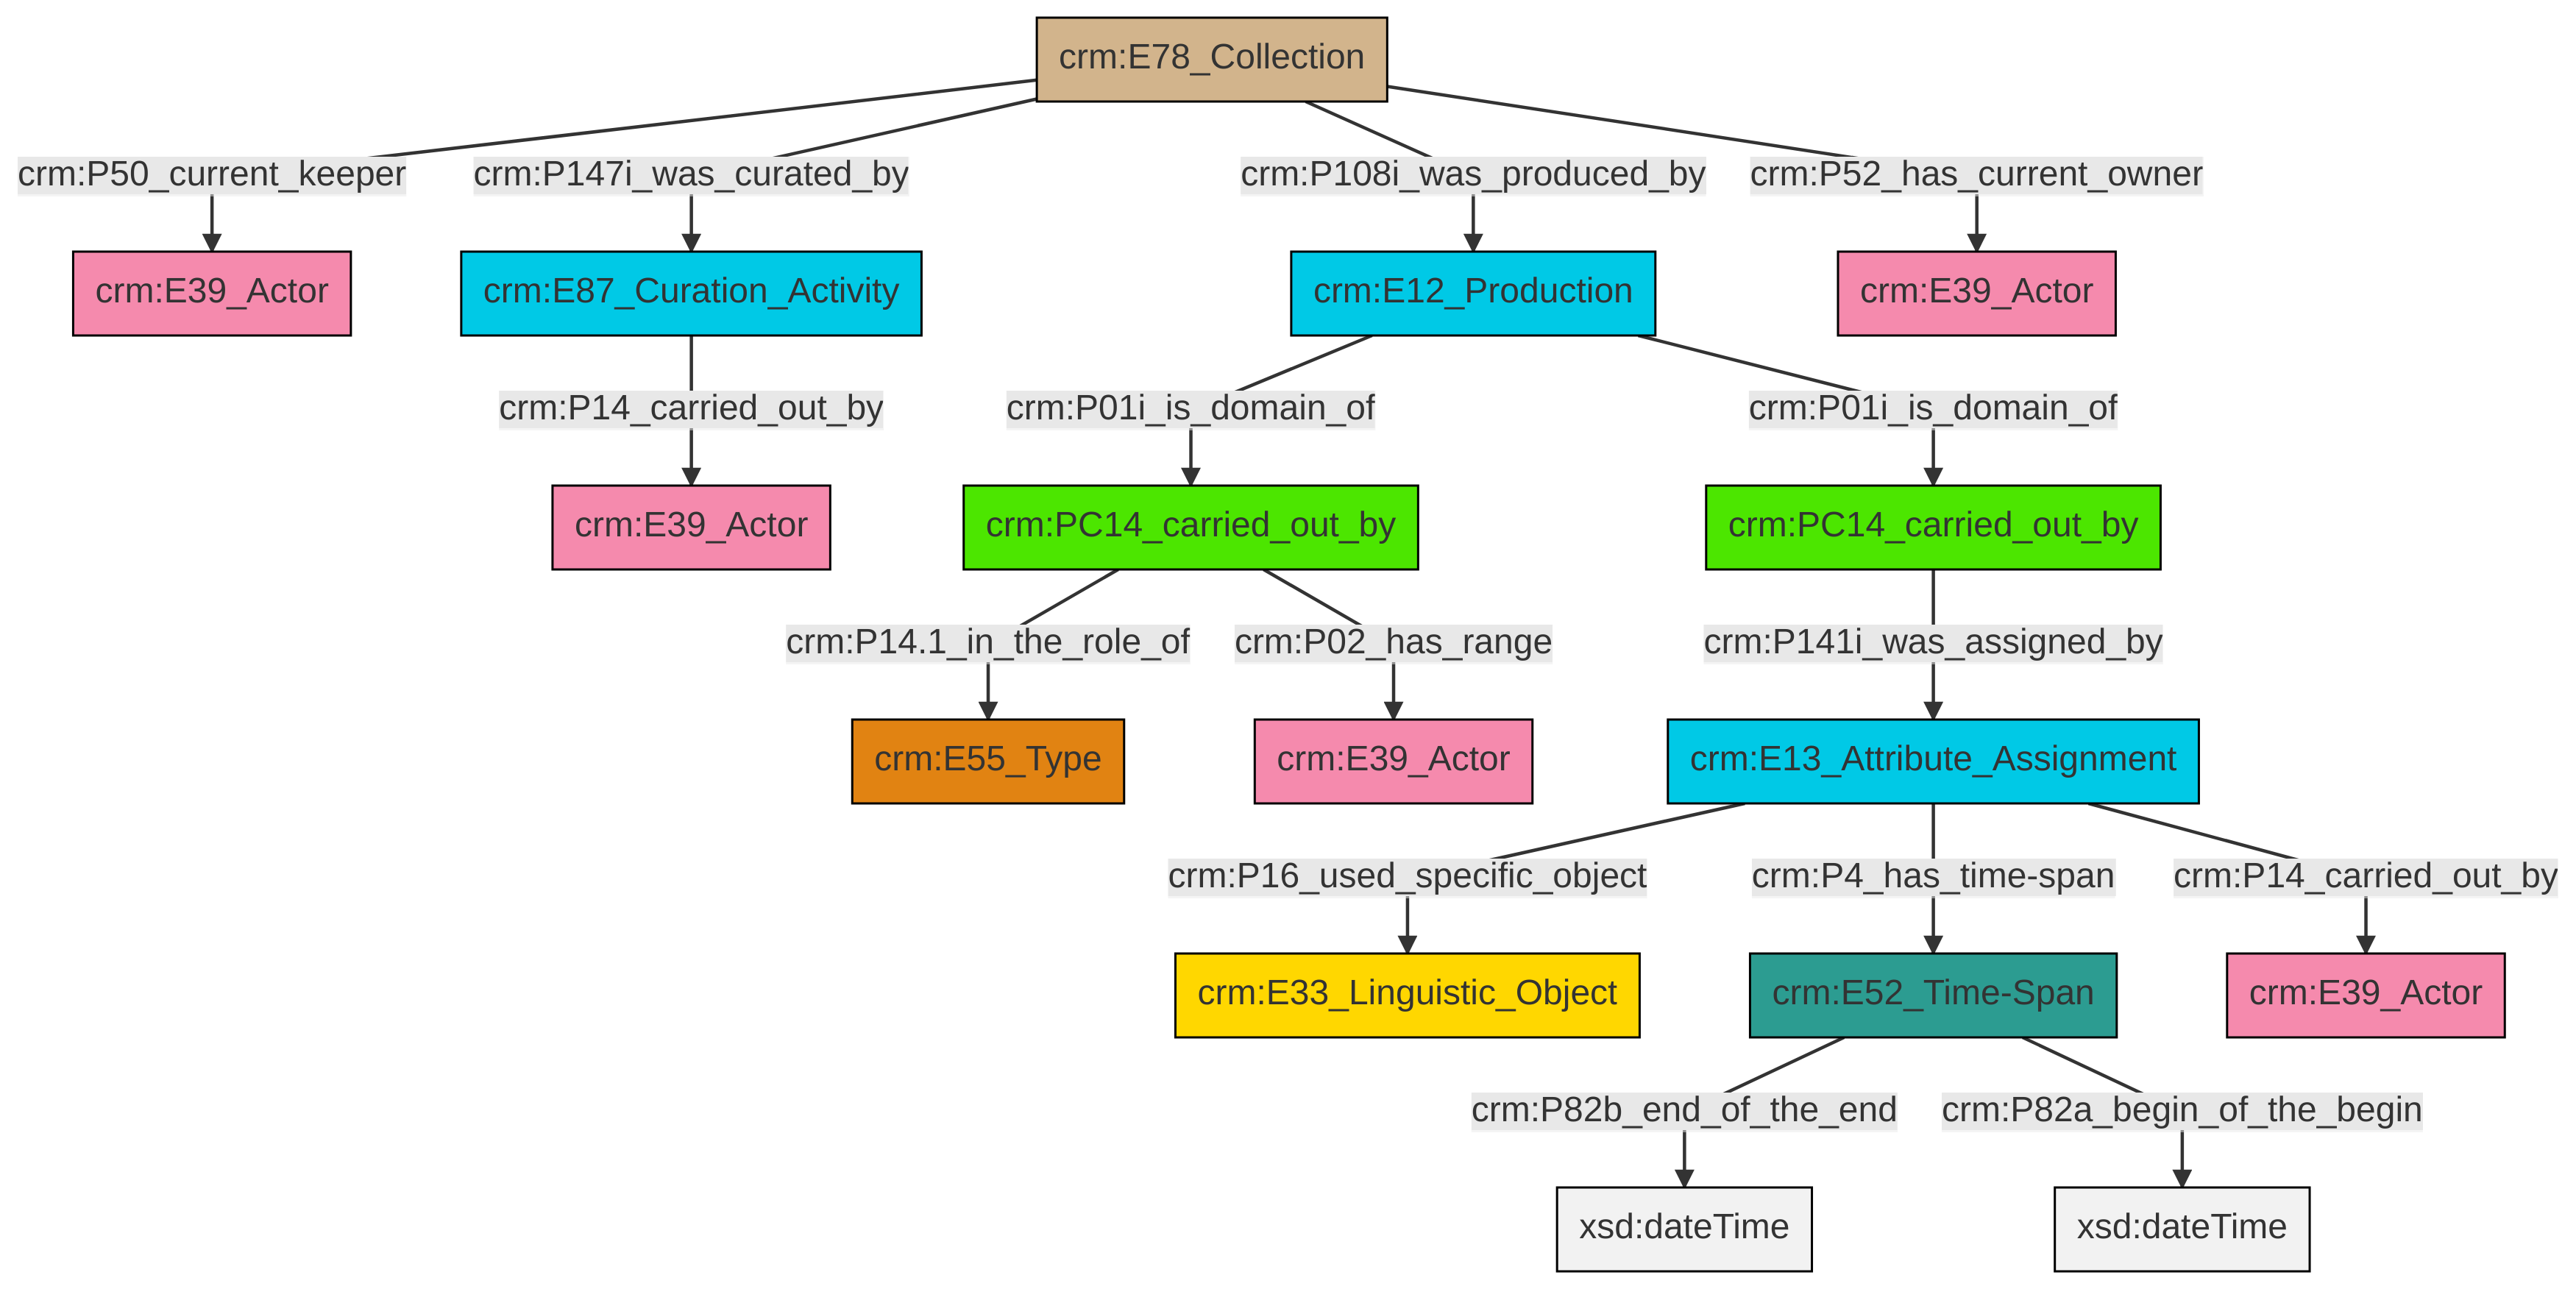 crm:E78_Collection
crm:P50_current_keeper
crm:P147i_was_curated_by
crm:P108i_was_produced_by
crm:P52_has_current_owner
crm:E39_Actor
crm:E87_Curation_Activity
crm:E12_Production
crm:E39_Actor
crm:P14_carried_out_by
crm:P01i_is_domain_of
crm:P01i_is_domain_of
crm:E39_Actor
crm:PC14_carried_out_by
crm:PC14_carried_out_by
crm:P14.1_in_the_role_of
crm:P02_has_range
crm:P141i_was_assigned_by
crm:E55_Type
crm:E39_Actor
crm:E13_Attribute_Assignment
crm:P16_used_specific_object
crm:P4_has_time-span
crm:P14_carried_out_by
crm:E33_Linguistic_Object
crm:E52_Time-Span
crm:E39_Actor
crm:P82b_end_of_the_end
crm:P82a_begin_of_the_begin
xsd:dateTime
xsd:dateTime